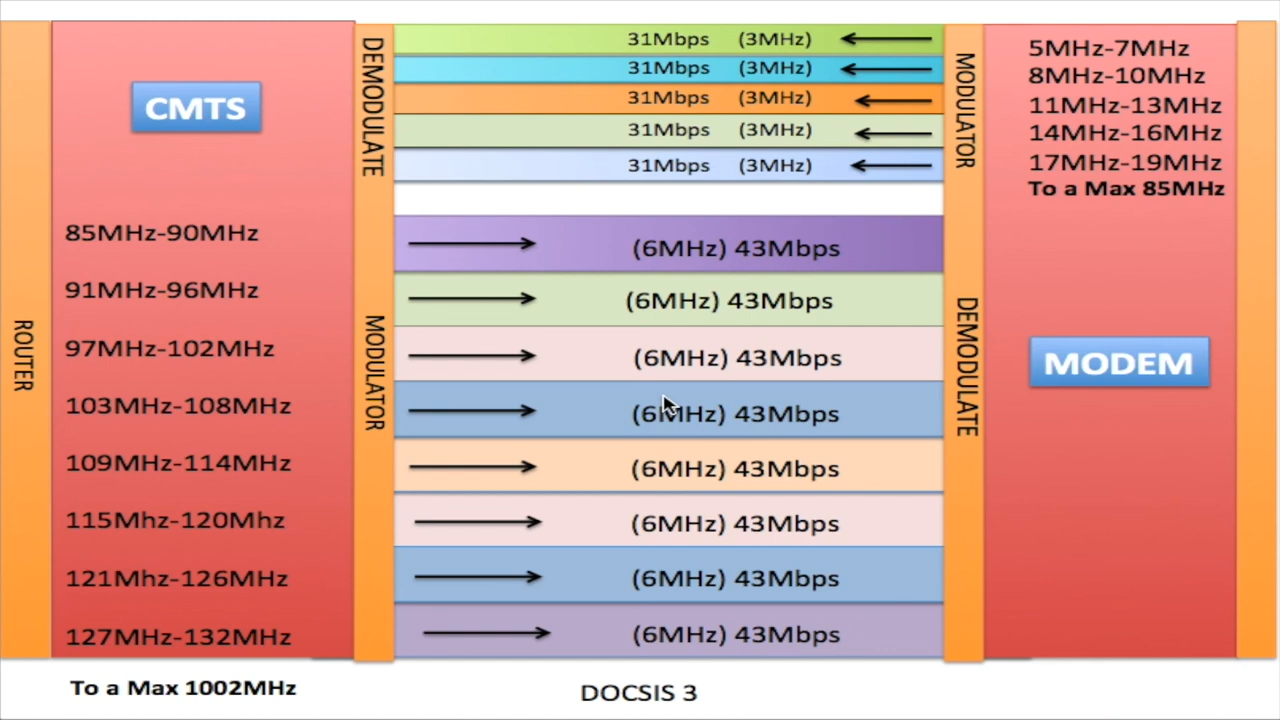 ROUTER
CMTS
85MHz-90MHz
91MHz-96MHz
97MHz-102MHz
103MHz-108MHz
109MHz-114MHz
115Mhz-120Mhz
121Mhz-126MHz
127MHz-132MHz
To a Max 1002MHz
DEMODULATE
MODULATOR
31Mbps (3MHz)
31Mbps (3MHz)
31Mbps (3MHz)
31Mbps (3MHz)
31Mbps (3MHz)
(6MHz) 43Mbps
(6MHz) 43Mbps
(6MHz) 43Mbps
(6MHz) 43Mbps
(6MHz) 43Mbps
(6MHz) 43Mbps
(6MHz) 43Mbps
(6MHz) 43Mbps
DOCSIS 3
MODULATOR
DEMODULATE
5MHz-7MHz
8MHz-10MHz
11MHz-13MHz
14MHz-16MHz
17MHz-19MHz
To a Max 85MHz
MODEM